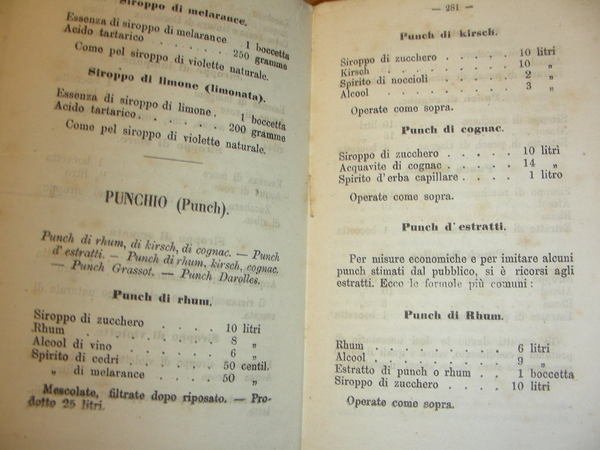 Siroppo di melarance.
Essenza di siroppo di melarance 1 boccetta
Acido tartarico . . . . . 250 gramme
Come pel siroppo di violette naturale.
Siroppo di limone (limonata).
Essenza di siroppo di limone . 1 boccetta
Acido tartarico . . . . . 200 gramme
Come pel siroppo di violette naturale.
PUNCHIO (Punch).
Punch di rhum, di kirsch, di cognac. — Punch
d'estratti. — Punch di rhum, kirsch, cognac.
— Punch Grassot. — Punch Darolles.
Punch di rhum.
Siroppo di zucchero . . . . 10 litri
Rhum . . . . . 8 „
Alcool di vino . . . . 6 „
Spirito di cedri . . . . 50 centil.
„ di melarance . . . 50 „
Mescolate, filtrate dopo riposato. — Pro-
dotto 25 litri.
— 281 —
Punch di kirsch.
Siroppo di zucchero . . . . 10 litri
Kirsch . . . . . 10 „
Spirito di noccioli . . . . 2 „
Alcool . . . . . 3 „
Operate come sopra.
Punch di cognac.
Siroppo di zucchero . . . . . 10 litri
Acquavite di cognac . . . . 14 „
Spirito d'erba capillare . . . . 1 litro
Operate come sopra.
Punch d'estratti.
Per misure economiche e per imitare alcuni
punch stimati dal pubblico, si è ricorsi agli
estratti. Ecco le formole più comuni :
Punch di Rhum.
Rhum . . . . . . . 6 litri
Alcool . . . . . . . 9 „
Estratto di punch o rhum . . . 1 boccetta
Siroppo di zucchero . . . . 10 litri
Operate come sopra.